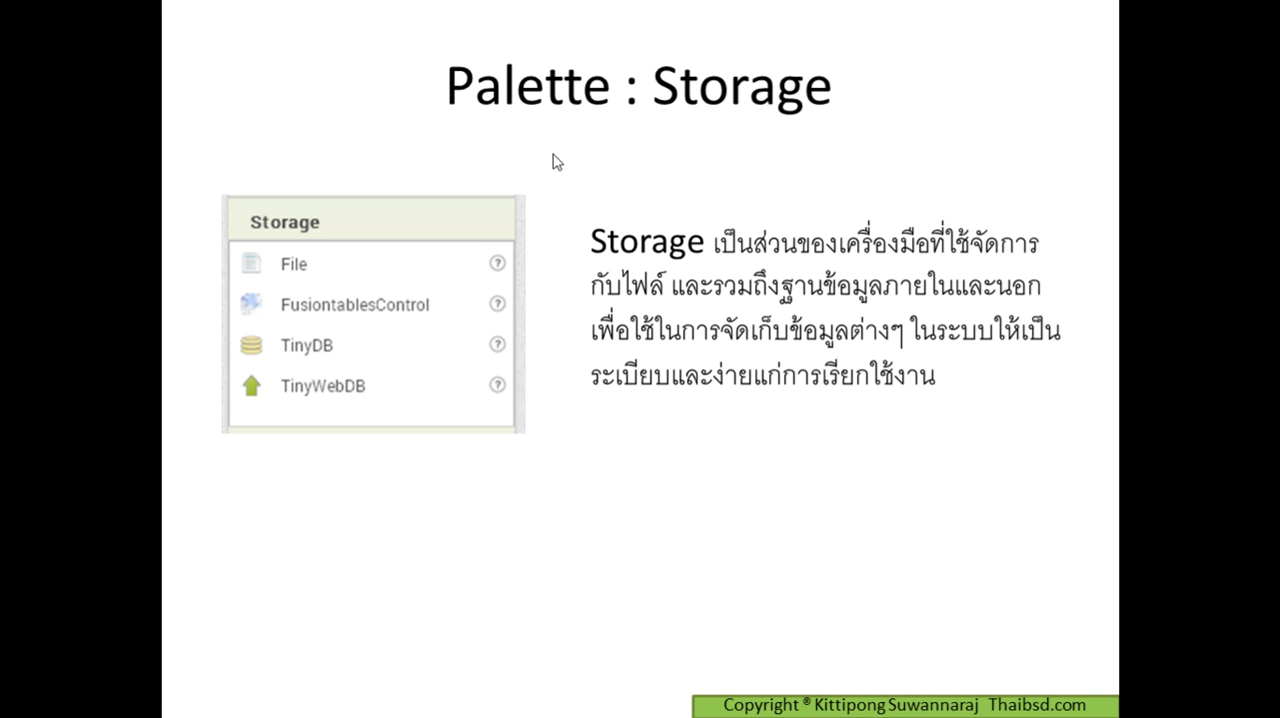 Palette : Storage
Storage
File
FusiontablesControl
TinyDB
TinyWebDB
Storage เป็นส่วนของเครื่องมือที่ใช้จัดการ
กับไฟล์ และรวมถึงฐานข้อมูลภายในและนอก
เพื่อใช้ในการจัดเก็บข้อมูลต่างๆ ในระบบให้เป็น
ระเบียบและง่ายแก่การเรียกใช้งาน
Copyright ® Kittipong Suwannaraj Thaibsd.com